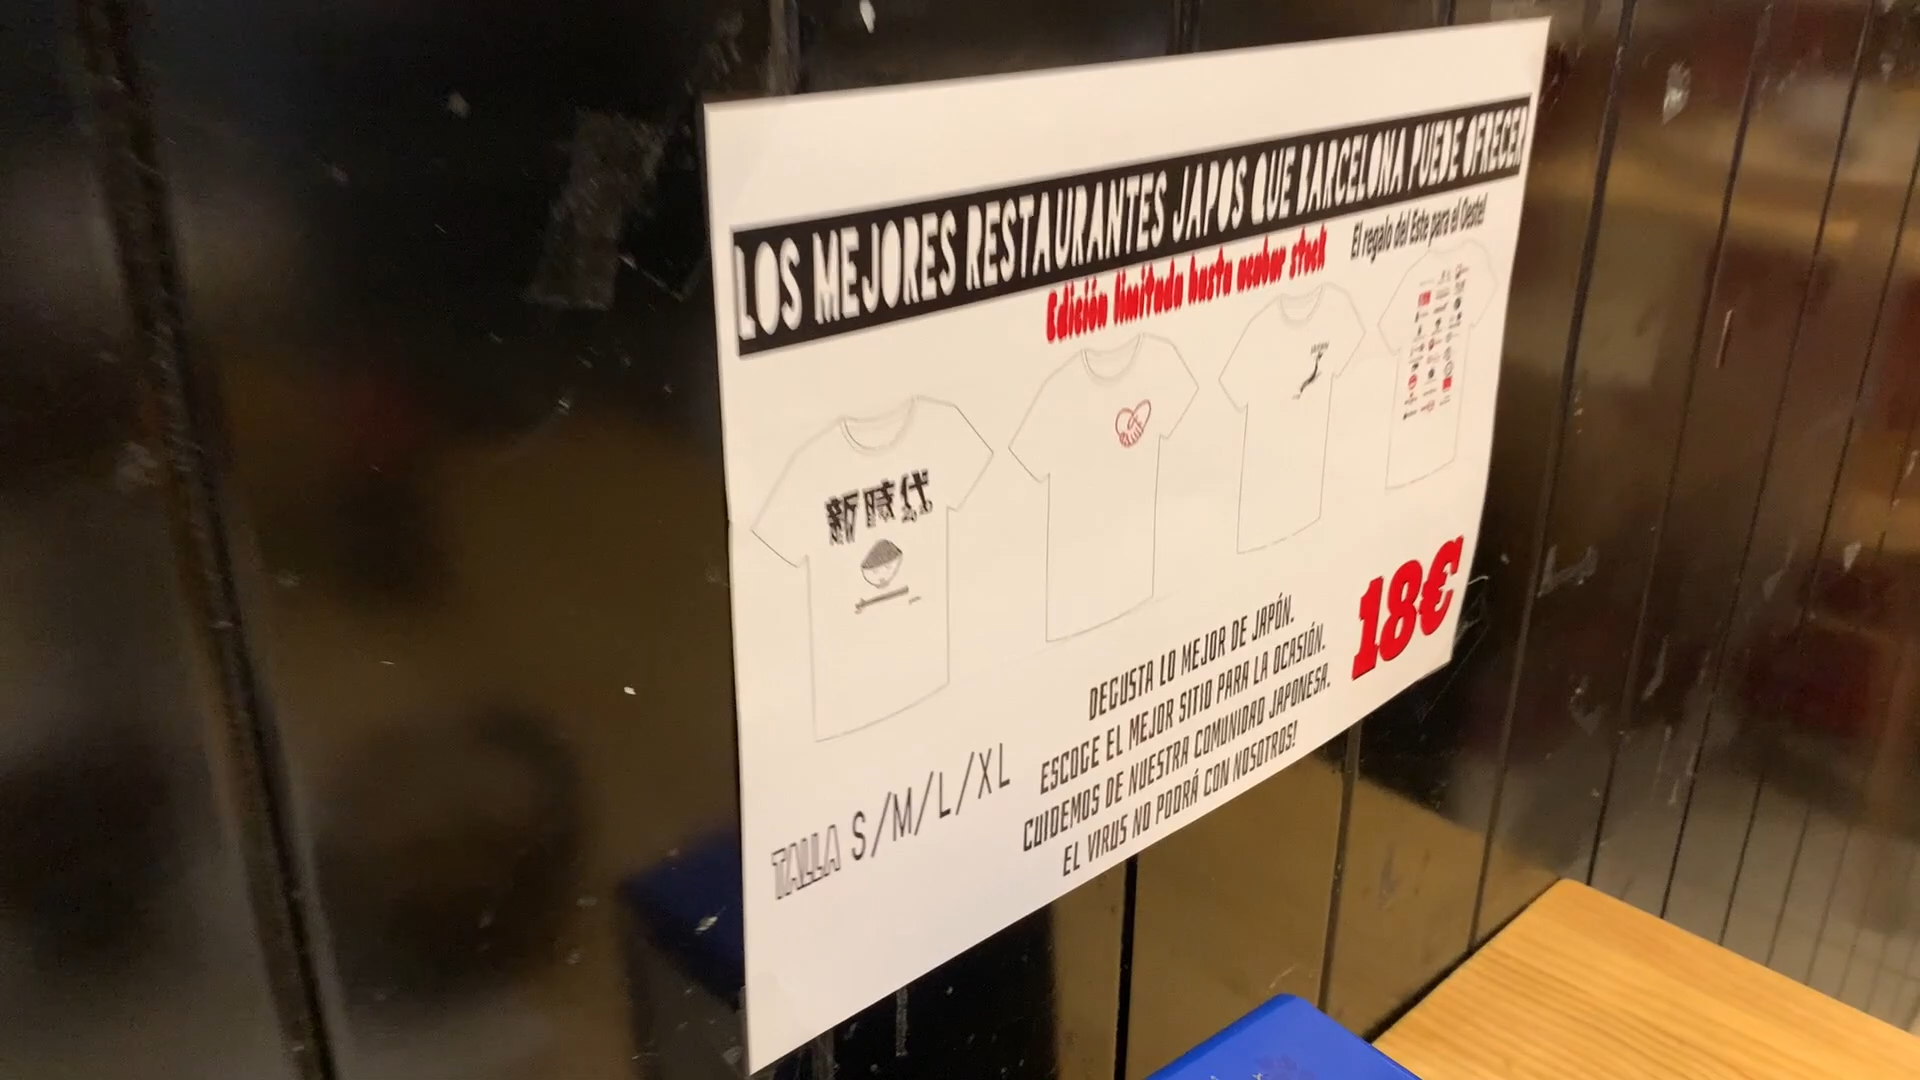 LOS MEJORES RESTAURANTES JAPOS QUE BARCELONA PUEDE OFRECER
Edición limitada hasta acabar stock
El regalo del Este para el Oeste!
新時代
18€
DEGUSTA LO MEJOR DE JAPÓN.
ESCOGE EL MEJOR SITIO PARA LA OCASIÓN.
CUIDEMOS DE NUESTRA COMUNIDAD JAPONESA.
EL VIRUS NO PODRÁ CON NOSOTROS!
TALLA S/M/L/XL